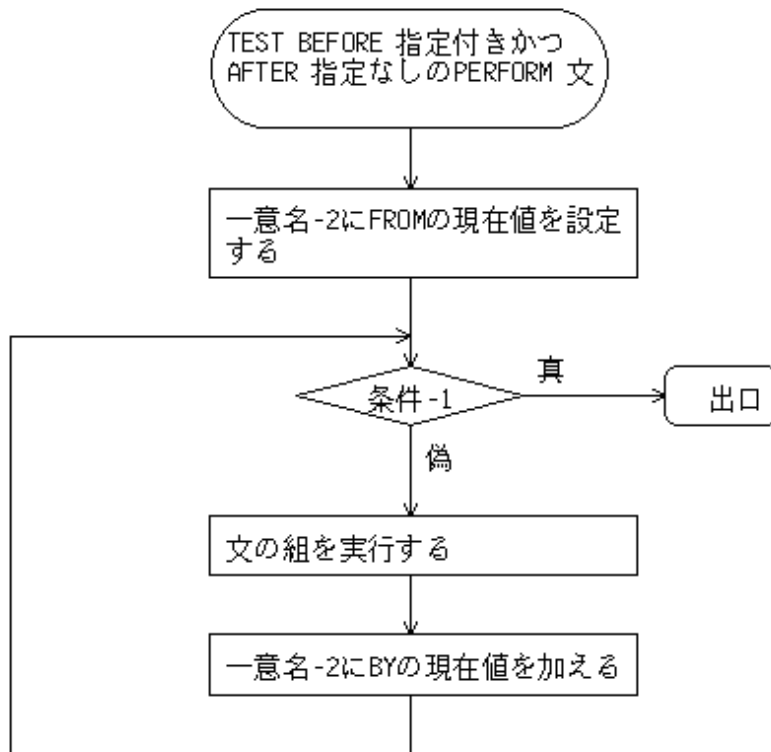 TEST BEFORE 指定付きかつ
AFTER 指定なしのPERFORM 文
一意名-2にFROMの現在値を設定
する
条件-1
真
出口
偽
文の組を実行する
一意名-2にBYの現在値を加える